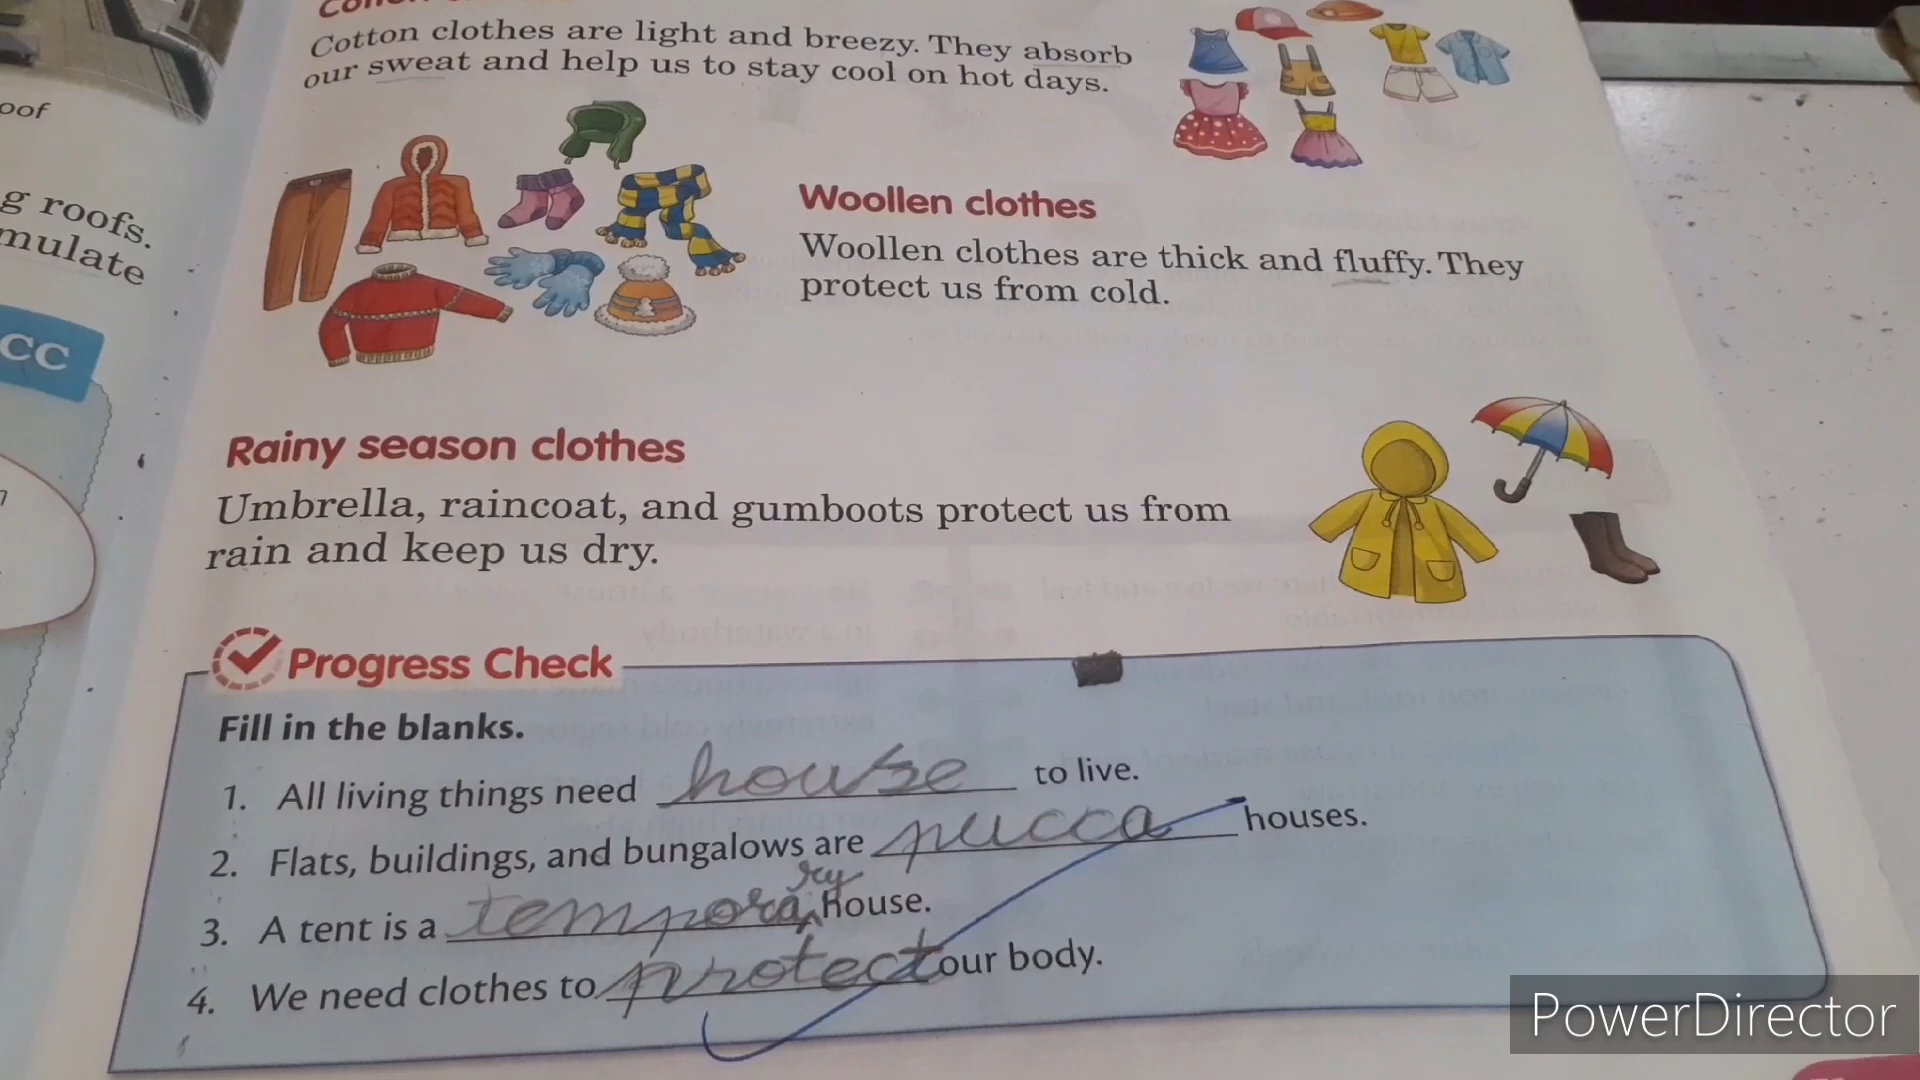 Cotton clothes are light and breezy. They absorb
our sweat and help us to stay cool on hot days.
oof
g roofs.
mulate
cc
Woollen clothes
Woollen clothes are thick and fluffy. They
protect us from cold.
Rainy season clothes
Umbrella, raincoat, and gumboots protect us from
rain and keep us dry.
Progress Check
Fill in the blanks.
1. All living things need house to live.
2. Flats, buildings, and bungalows are pucca houses.
3. A tent is a temporary house.
4. We need clothes to protect our body.
PowerDirector